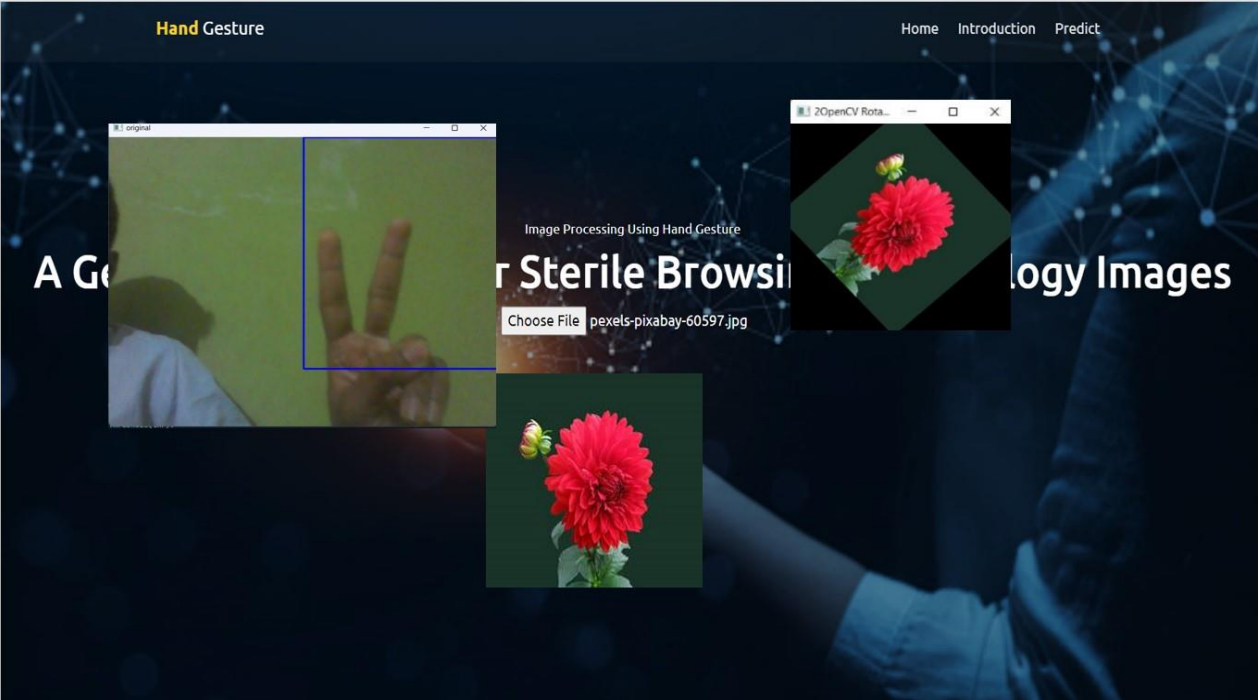 Hand Gesture
Home Introduction Predict
2OpenCV Rota...
original
Image Processing Using Hand Gesture
A Ge r Sterile Browsi logy Images
Choose File pexels-pixabay-60597.jpg